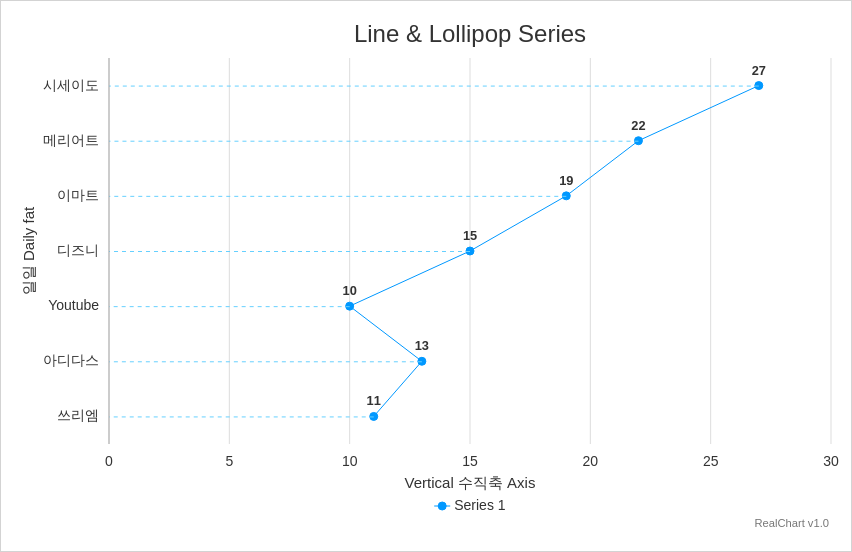 Line & Lollipop Series
일일 Daily fat
시세이도
27
메리어트
22
이마트
19
디즈니
15
Youtube
10
아디다스
13
쓰리엠
11
0 5 10 15 20 25 30
Vertical 수직축 Axis
Series 1
RealChart v1.0